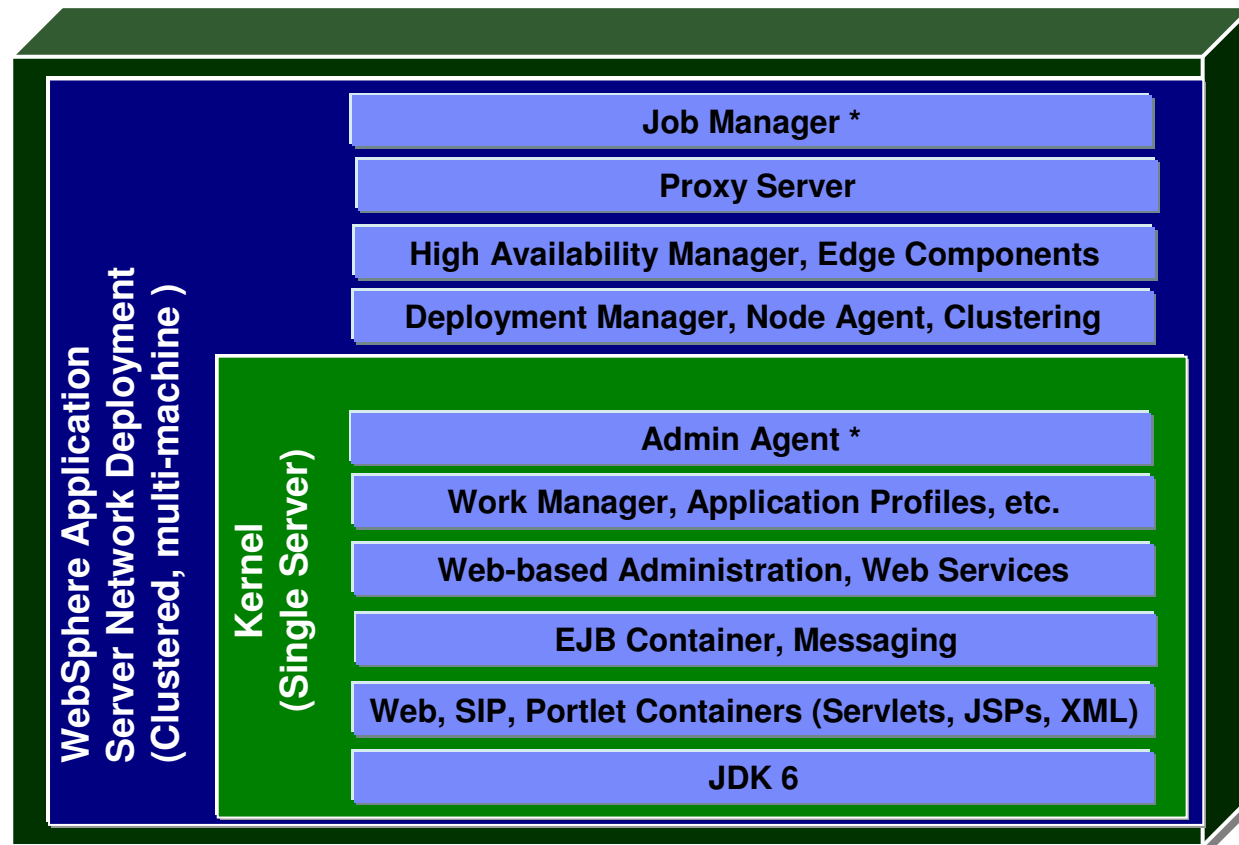 Job Manager *
Proxy Server
High Availability Manager, Edge Components
Deployment Manager, Node Agent, Clustering
WebSphere Application
Server Network Deployment
(Clustered, multi-machine )
Kernel
(Single Server)
Admin Agent *
Work Manager, Application Profiles, etc.
Web-based Administration, Web Services
EJB Container, Messaging
Web, SIP, Portlet Containers (Servlets, JSPs, XML)
JDK 6